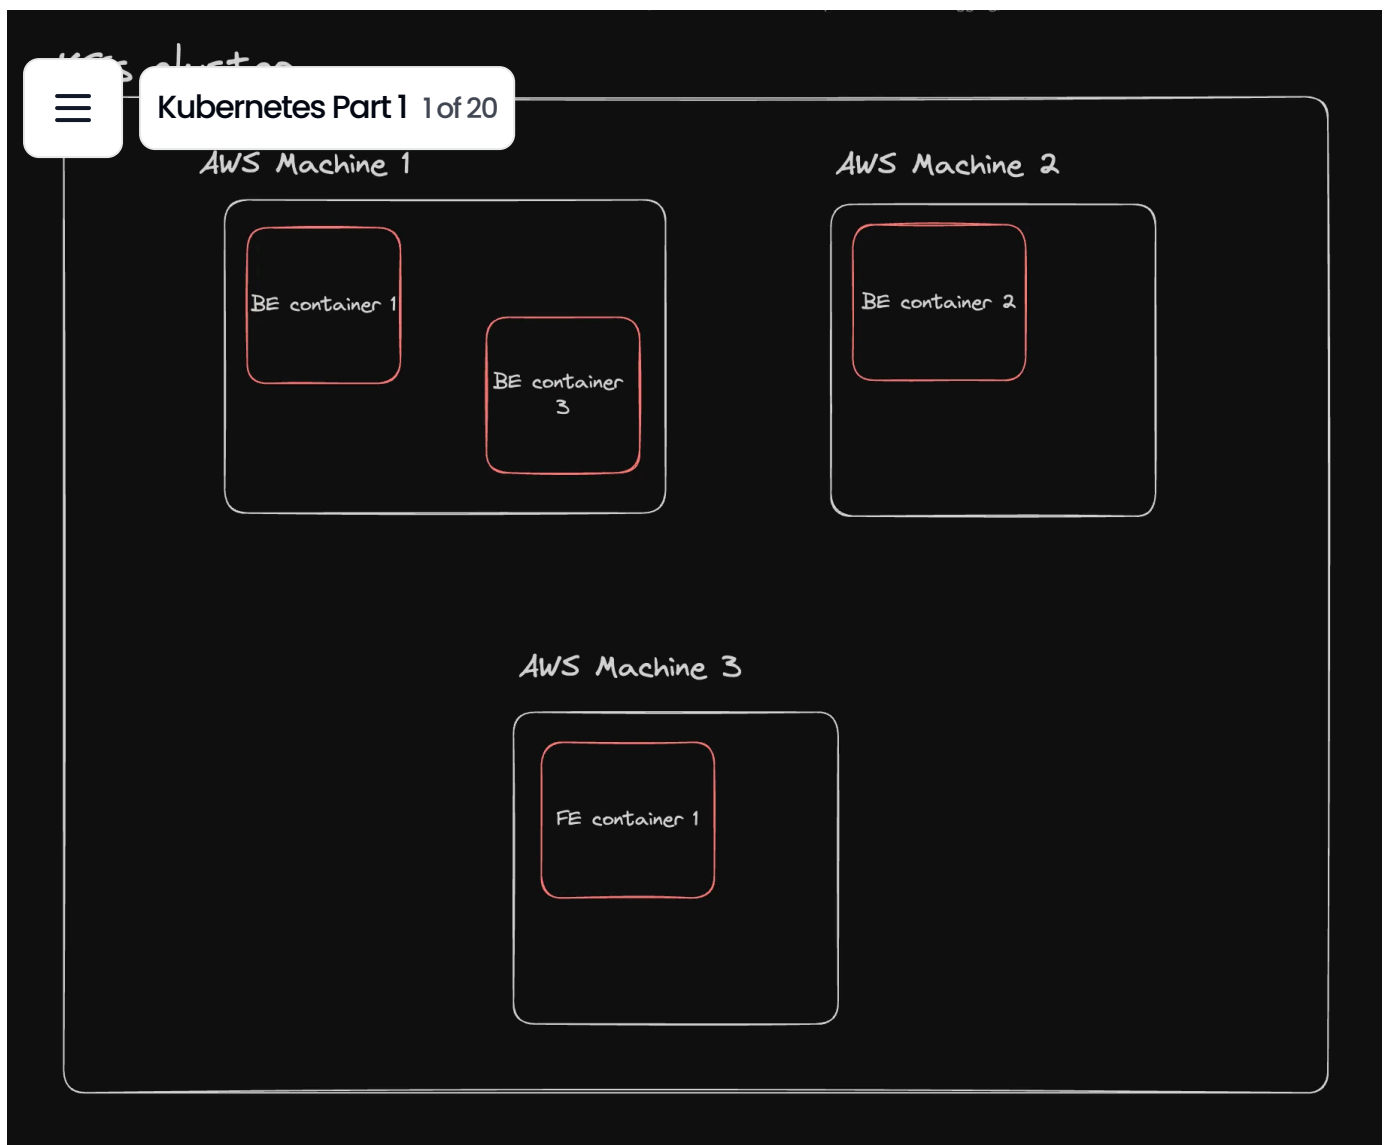 cluster
Kubernetes Part 1 1 of 20
AWS Machine 1
AWS Machine 2
BE container 1
BE container
3
BE container 2
AWS Machine 3
FE container 1